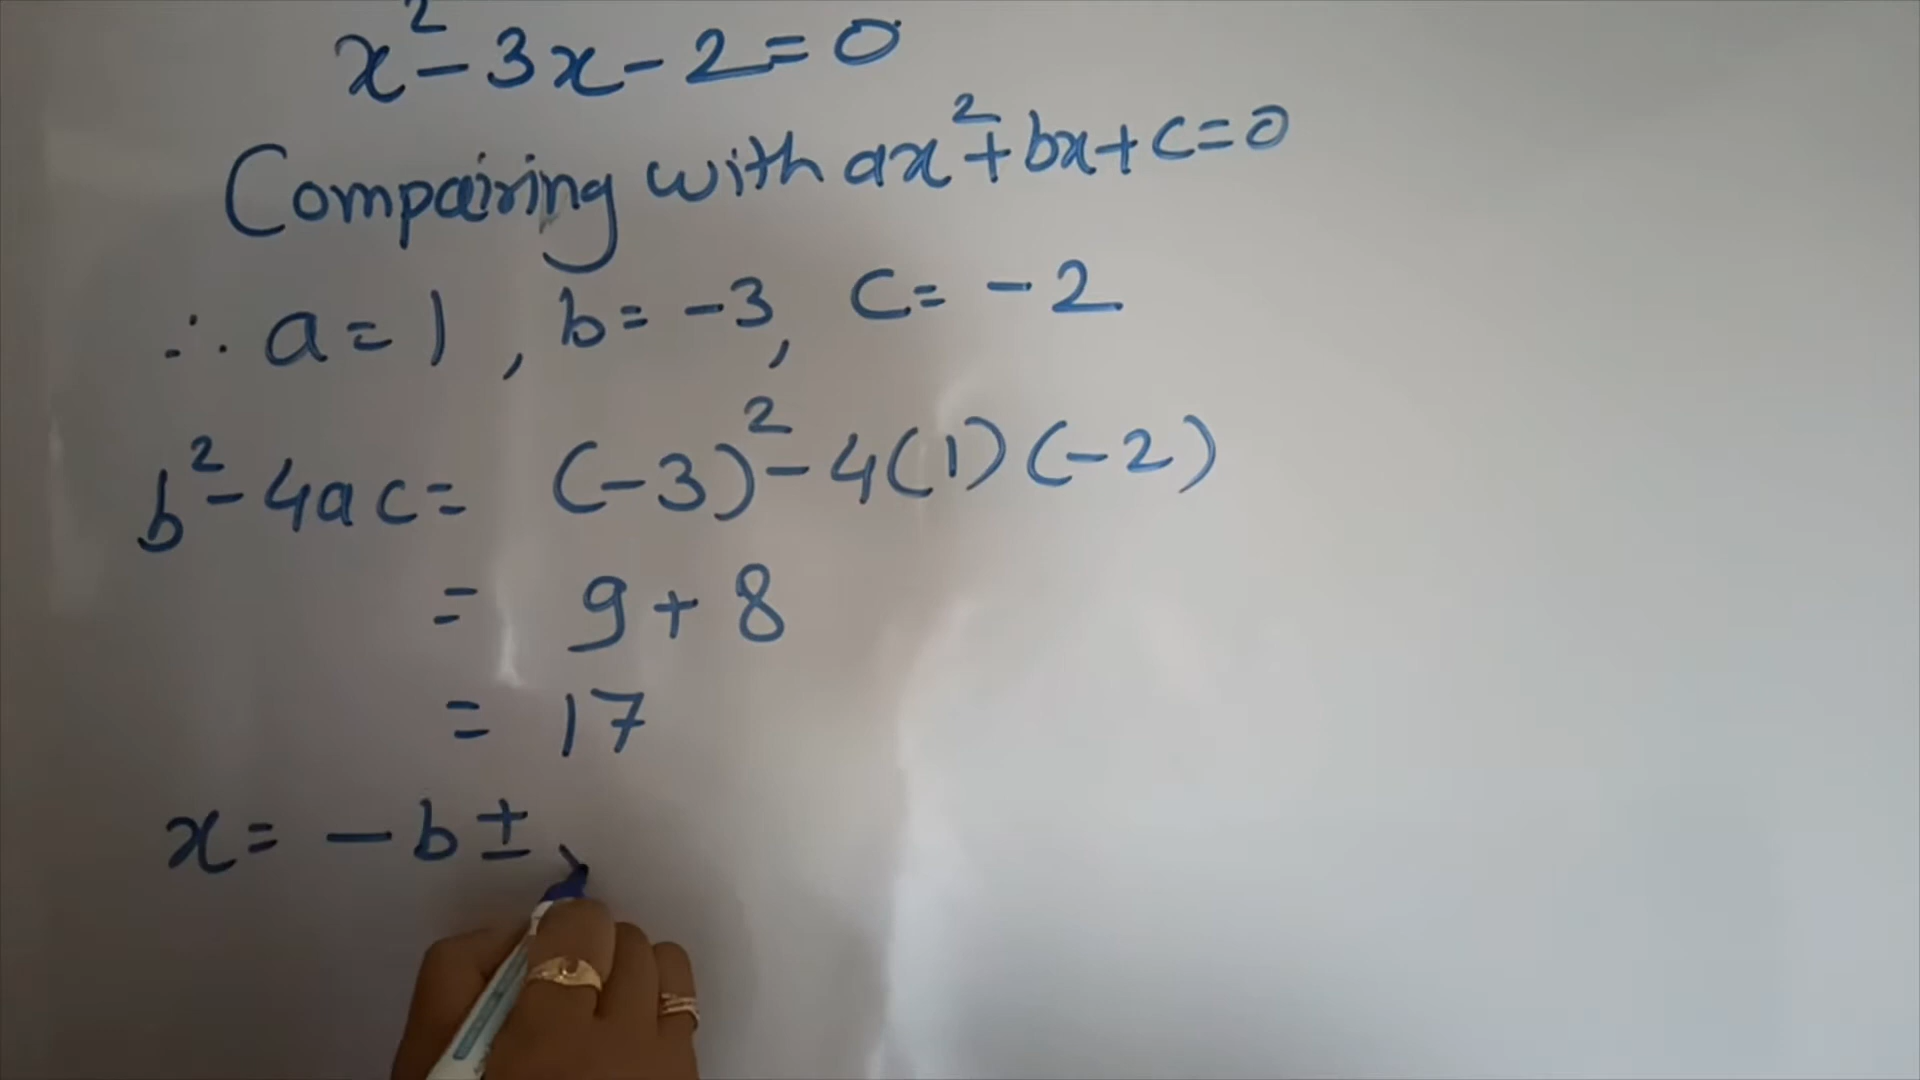 x²-3x-2=0
Compairing with ax²+bx+c=0
∴ a=1, b=-3, c=-2
b²-4ac= (-3)²-4(1)(-2)
= 9+8
= 17
x= -b±